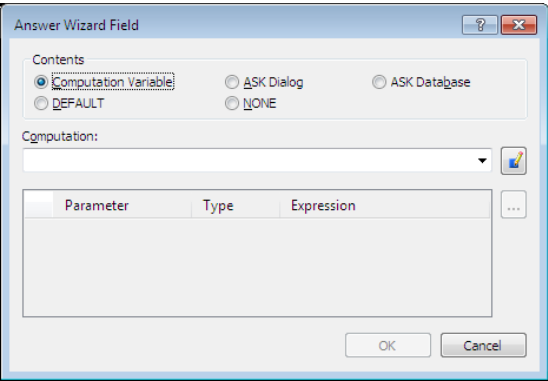 Answer Wizard Field
?
Contents
Computation Variable ASK Dialog ASK Database
DEFAULT NONE
Computation:
Parameter Type Expression
...
OK Cancel